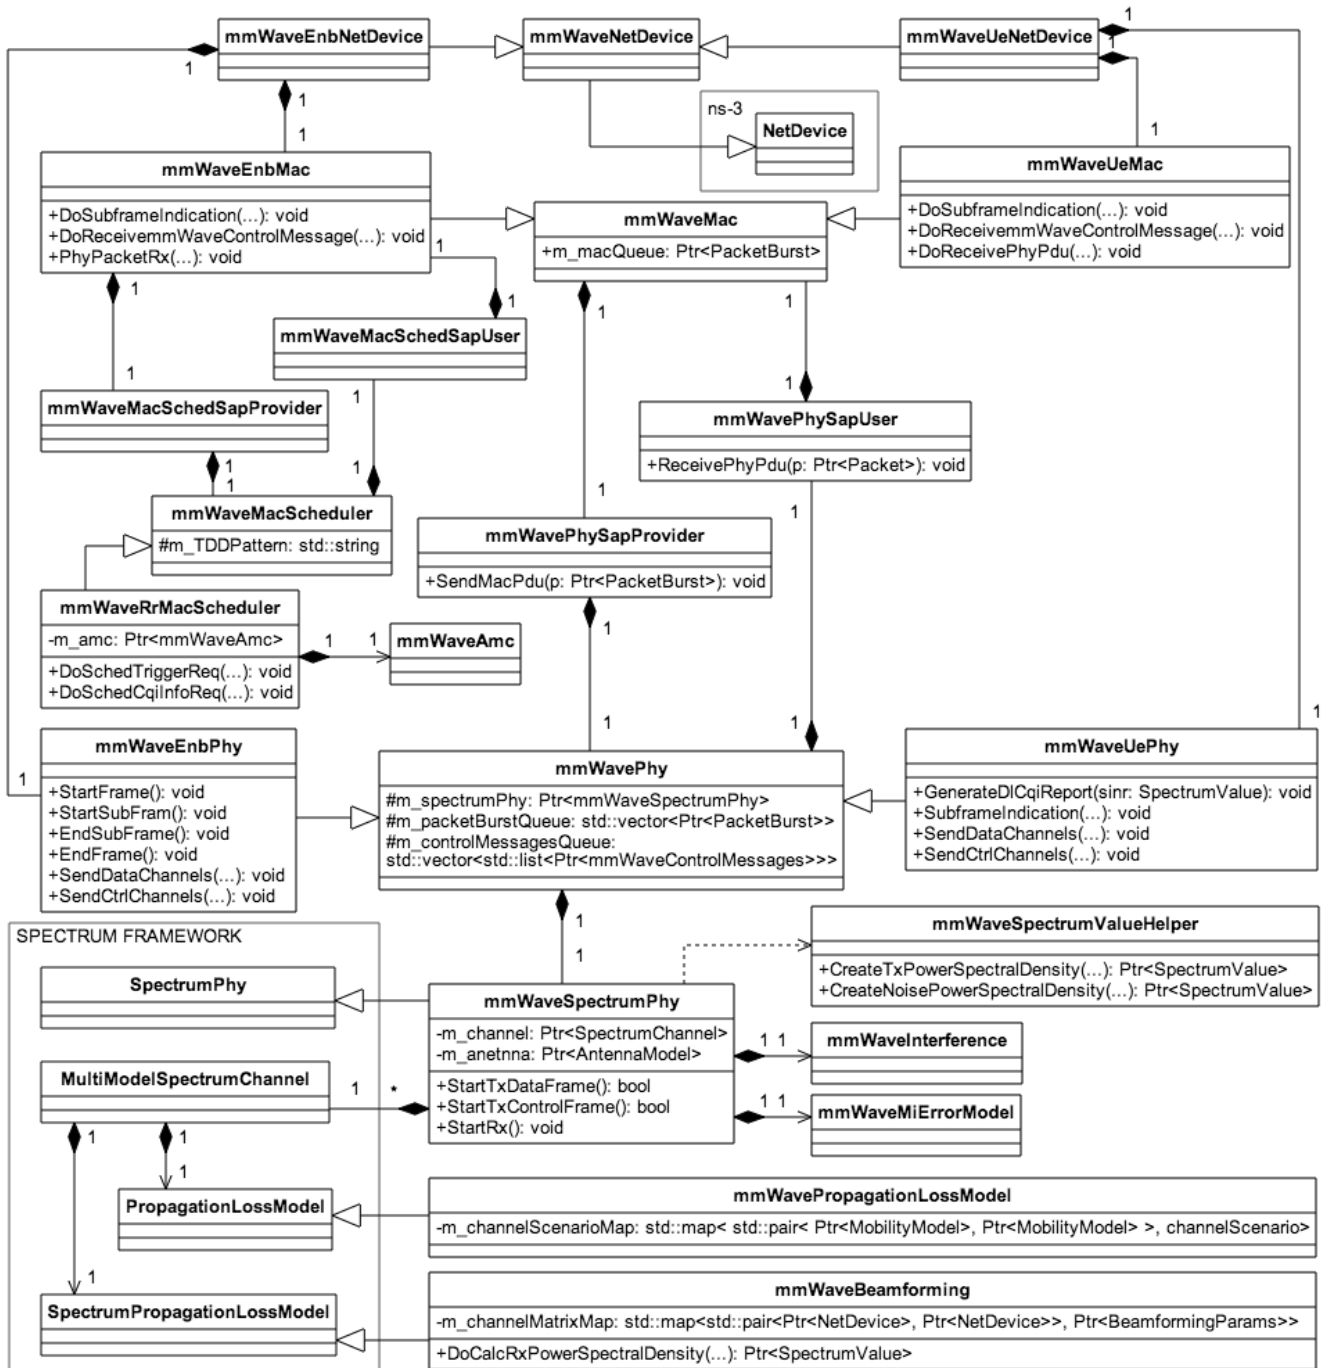 mmWaveEnbNetDevice
mmWaveNetDevice
mmWaveUeNetDevice
1
1
1
1
1
1
1
ns-3
NetDevice
mmWaveEnbMac
+DoSubframeIndication(...): void
+DoReceivemmWaveControlMessage(...): void
+PhyPacketRx(...): void
mmWaveMac
+m_macQueue: Ptr<PacketBurst>
mmWaveUeMac
+DoSubframeIndication(...): void
+DoReceivemmWaveControlMessage(...): void
+DoReceivePhyPdu(...): void
1
1
1
1
1
mmWaveMacSchedSapUser
1
1
1
mmWaveMacSchedSapProvider
mmWavePhySapUser
+ReceivePhyPdu(p: Ptr<Packet>): void
1
1
1
1
1
mmWaveMacScheduler
#m_TDDPattern: std::string
mmWavePhySapProvider
+SendMacPdu(p: Ptr<PacketBurst>): void
mmWaveRrMacScheduler
-m_amc: Ptr<mmWaveAmc>
+DoSchedTriggerReq(...): void
+DoSchedCqiInfoReq(...): void
1
1
mmWaveAmc
1
1
1
1
1
mmWaveEnbPhy
+StartFrame(): void
+StartSubFram(): void
+EndSubFrame(): void
+EndFrame(): void
+SendDataChannels(...): void
+SendCtrlChannels(...): void
mmWavePhy
#m_spectrumPhy: Ptr<mmWaveSpectrumPhy>
#m_packetBurstQueue: std::vector<Ptr<PacketBurst>>
#m_controlMessagesQueue:
std::vector<std::list<Ptr<mmWaveControlMessages>>>
mmWaveUePhy
+GenerateDlCqiReport(sinr: SpectrumValue): void
+SubframeIndication(...): void
+SendDataChannels(...): void
+SendCtrlChannels(...): void
1
1
SPECTRUM FRAMEWORK
SpectrumPhy
mmWaveSpectrumValueHelper
+CreateTxPowerSpectralDensity(...): Ptr<SpectrumValue>
+CreateNoisePowerSpectralDensity(...): Ptr<SpectrumValue>
mmWaveSpectrumPhy
-m_channel: Ptr<SpectrumChannel>
-m_anetnna: Ptr<AntennaModel>
+StartTxDataFrame(): bool
+StartTxControlFrame(): bool
+StartRx(): void
1 1
mmWaveInterference
MultiModelSpectrumChannel
1
*
1 1
mmWaveMiErrorModel
1
1
1
PropagationLossModel
mmWavePropagationLossModel
-m_channelScenarioMap: std::map< std::pair< Ptr<MobilityModel>, Ptr<MobilityModel> >, channelScenario>
1
SpectrumPropagationLossModel
mmWaveBeamforming
-m_channelMatrixMap: std::map<std::pair<Ptr<NetDevice>, Ptr<NetDevice>>, Ptr<BeamformingParams>>
+DoCalcRxPowerSpectralDensity(...): Ptr<SpectrumValue>